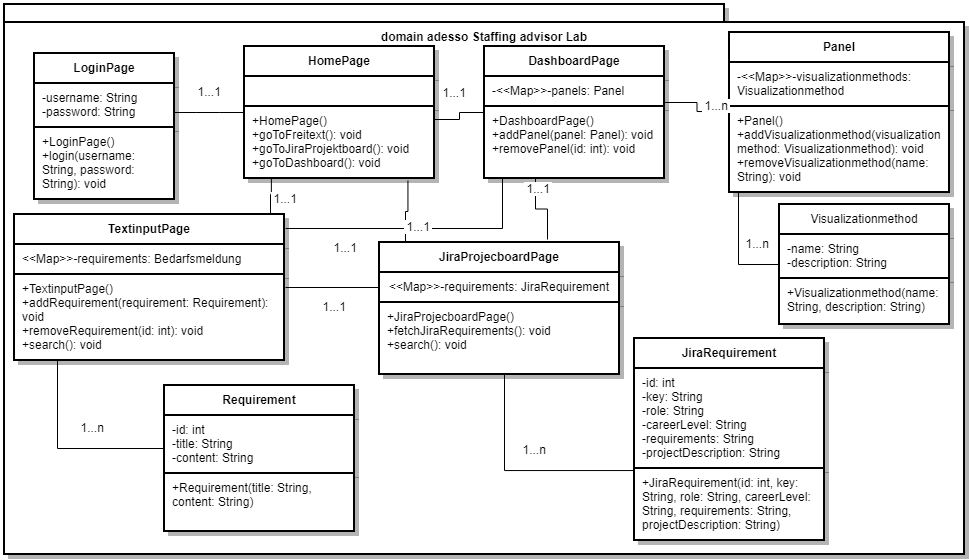 domain adesso Staffing advisor Lab
LoginPage
-username: String
-password: String
+LoginPage()
+login(username:
String, password:
String): void
1...1
HomePage
+HomePage()
+goToFreitext(): void
+goToJiraProjektboard(): void
+goToDashboard(): void
1...1
DashboardPage
-<<Map>>-panels: Panel
+DashboardPage()
+addPanel(panel: Panel): void
+removePanel(id: int): void
1...n
Panel
-<<Map>>-visualizationmethods:
Visualizationmethod
+Panel()
+addVisualizationmethod(visualization
method: Visualizationmethod): void
+removeVisualizationmethod(name:
String): void
1...1
1...1
1...1
1...1
1...1
1...n
TextinputPage
<<Map>>-requirements: Bedarfsmeldung
+TextinputPage()
+addRequirement(requirement: Requirement):
void
+removeRequirement(id: int): void
+search(): void
JiraProjecboardPage
<<Map>>-requirements: JiraRequirement
+JiraProjecboardPage()
+fetchJiraRequirements(): void
+search(): void
Visualizationmethod
-name: String
-description: String
+Visualizationmethod(name:
String, description: String)
1...n
Requirement
-id: int
-title: String
-content: String
+Requirement(title: String,
content: String)
1...n
JiraRequirement
-id: int
-key: String
-role: String
-careerLevel: String
-requirements: String
-projectDescription: String
+JiraRequirement(id: int, key:
String, role: String, careerLevel:
String, requirements: String,
projectDescription: String)